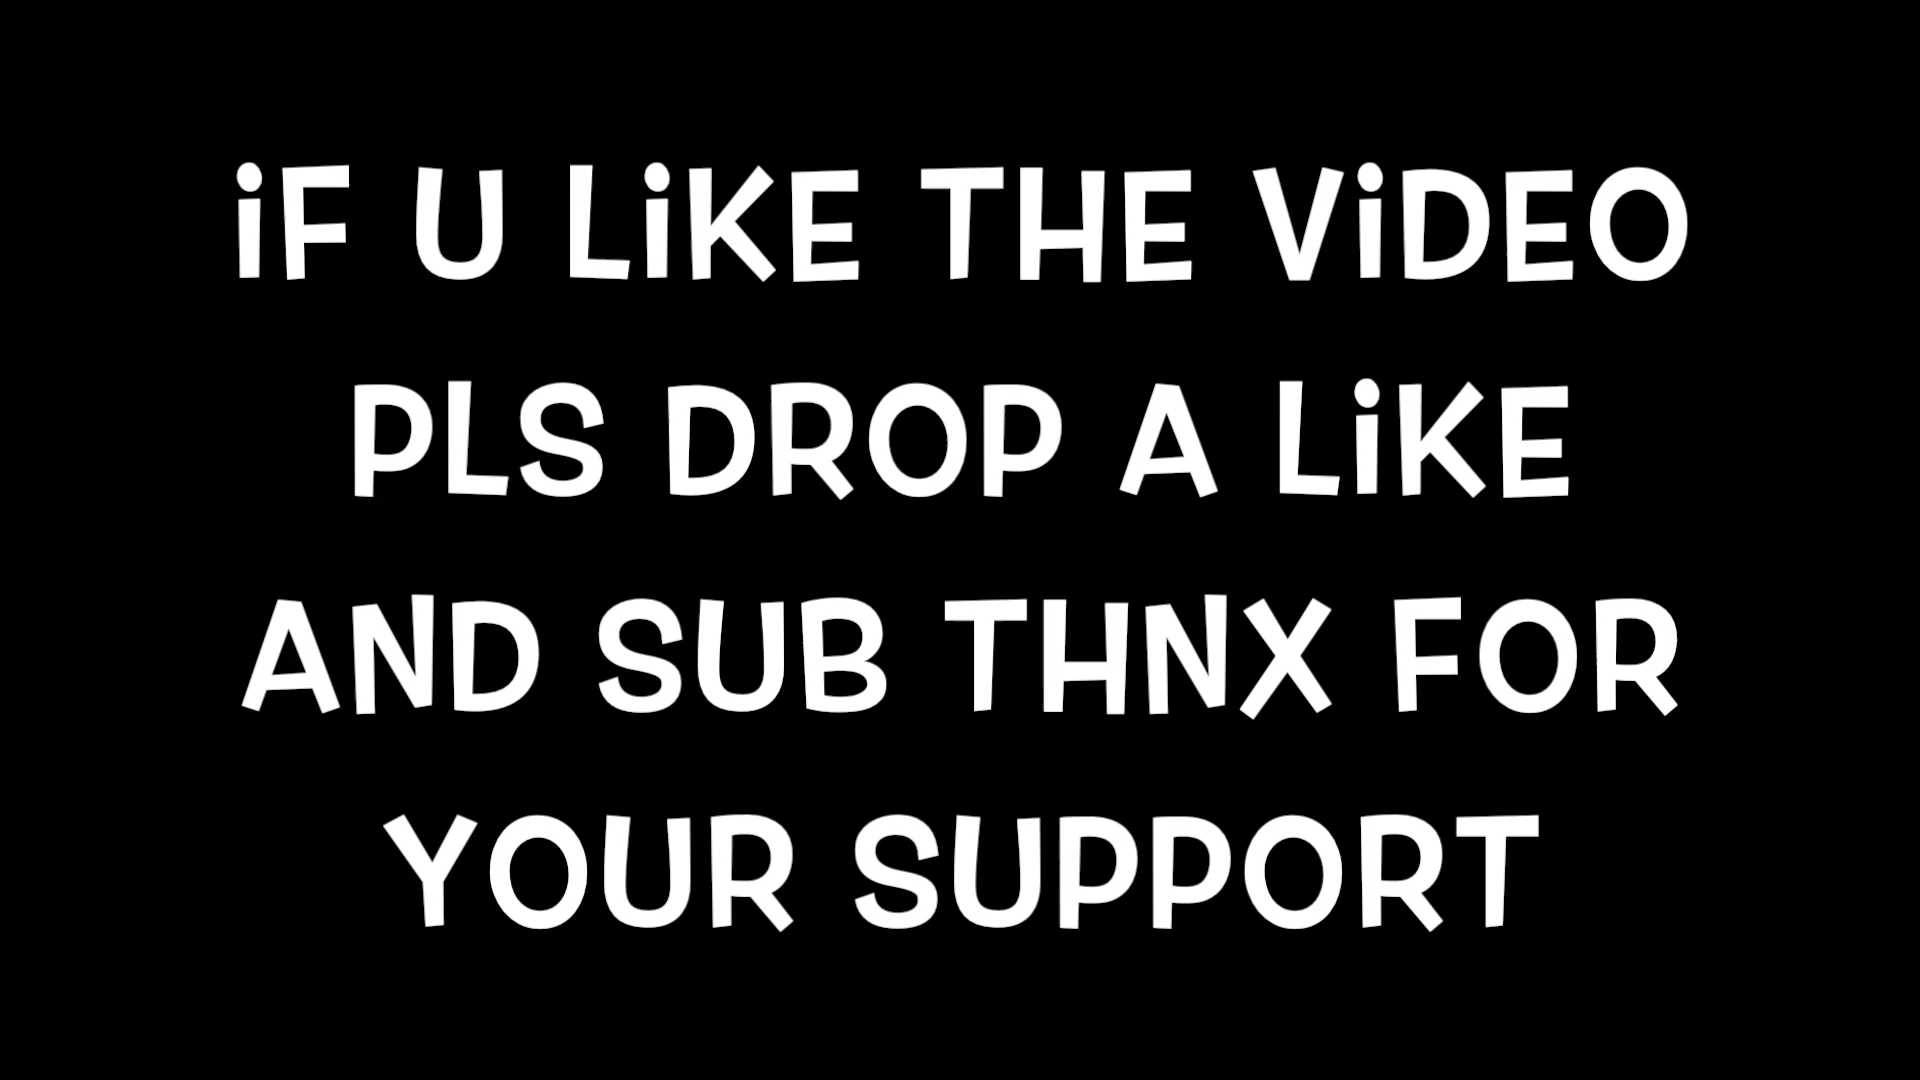 iF U LiKE THE ViDEO
PLS DROP A LiKE
AND SUB THNX FOR
YOUR SUPPORT